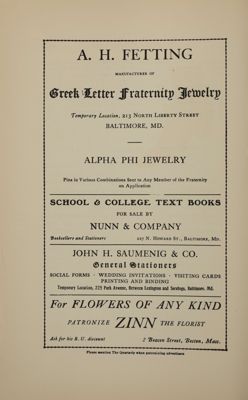 A. H. FETTING
MANUFACTURER OF
Greek Letter Fraternity Jewelry
Temporary Location, 213 NORTH LIBERTY STREET
BALTIMORE, MD.
ALPHA PHI JEWELRY
Pins in Various Combinations Sent to Any Member of the Fraternity
on Application
SCHOOL & COLLEGE TEXT BOOKS
FOR SALE BY
NUNN & COMPANY
Booksellers and Stationers 227 N. HOWARD ST., BALTIMORE, MD.
JOHN H. SAUMENIG & CO.
General Stationers
SOCIAL FORMS · WEDDING INVITATIONS · VISITING CARDS
PRINTING AND BINDING
Temporary Location, 229 Park Avenue, Between Lexington and Saratoga, Baltimore, Md.
For FLOWERS OF ANY KIND
PATRONIZE ZINN THE FLORIST
Ask for his B. U. Account 2 Beacon Street, Boston, Mass.
Please mention The Quarterly when patronizing advertisers